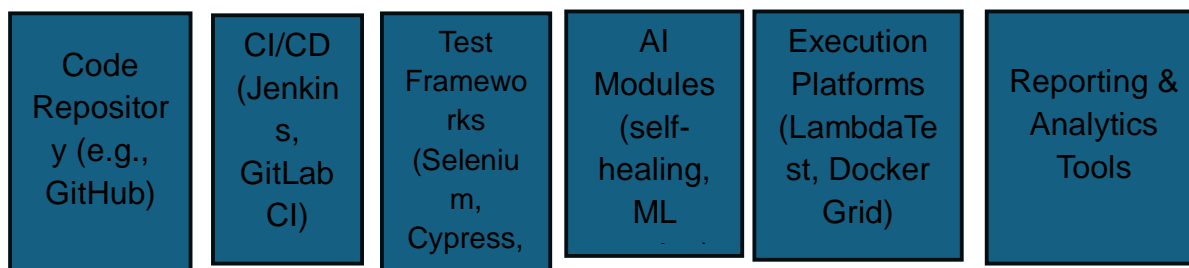 Code
Repositor
y (e.g.,
GitHub)
CI/CD
(Jenkin
s,
GitLab
CI)
Test
Framewo
rks
(Seleniu
m,
Cypress,
AI
Modules
(self-
healing,
ML
Execution
Platforms
(LambdaTe
st, Docker
Grid)
Reporting &
Analytics
Tools